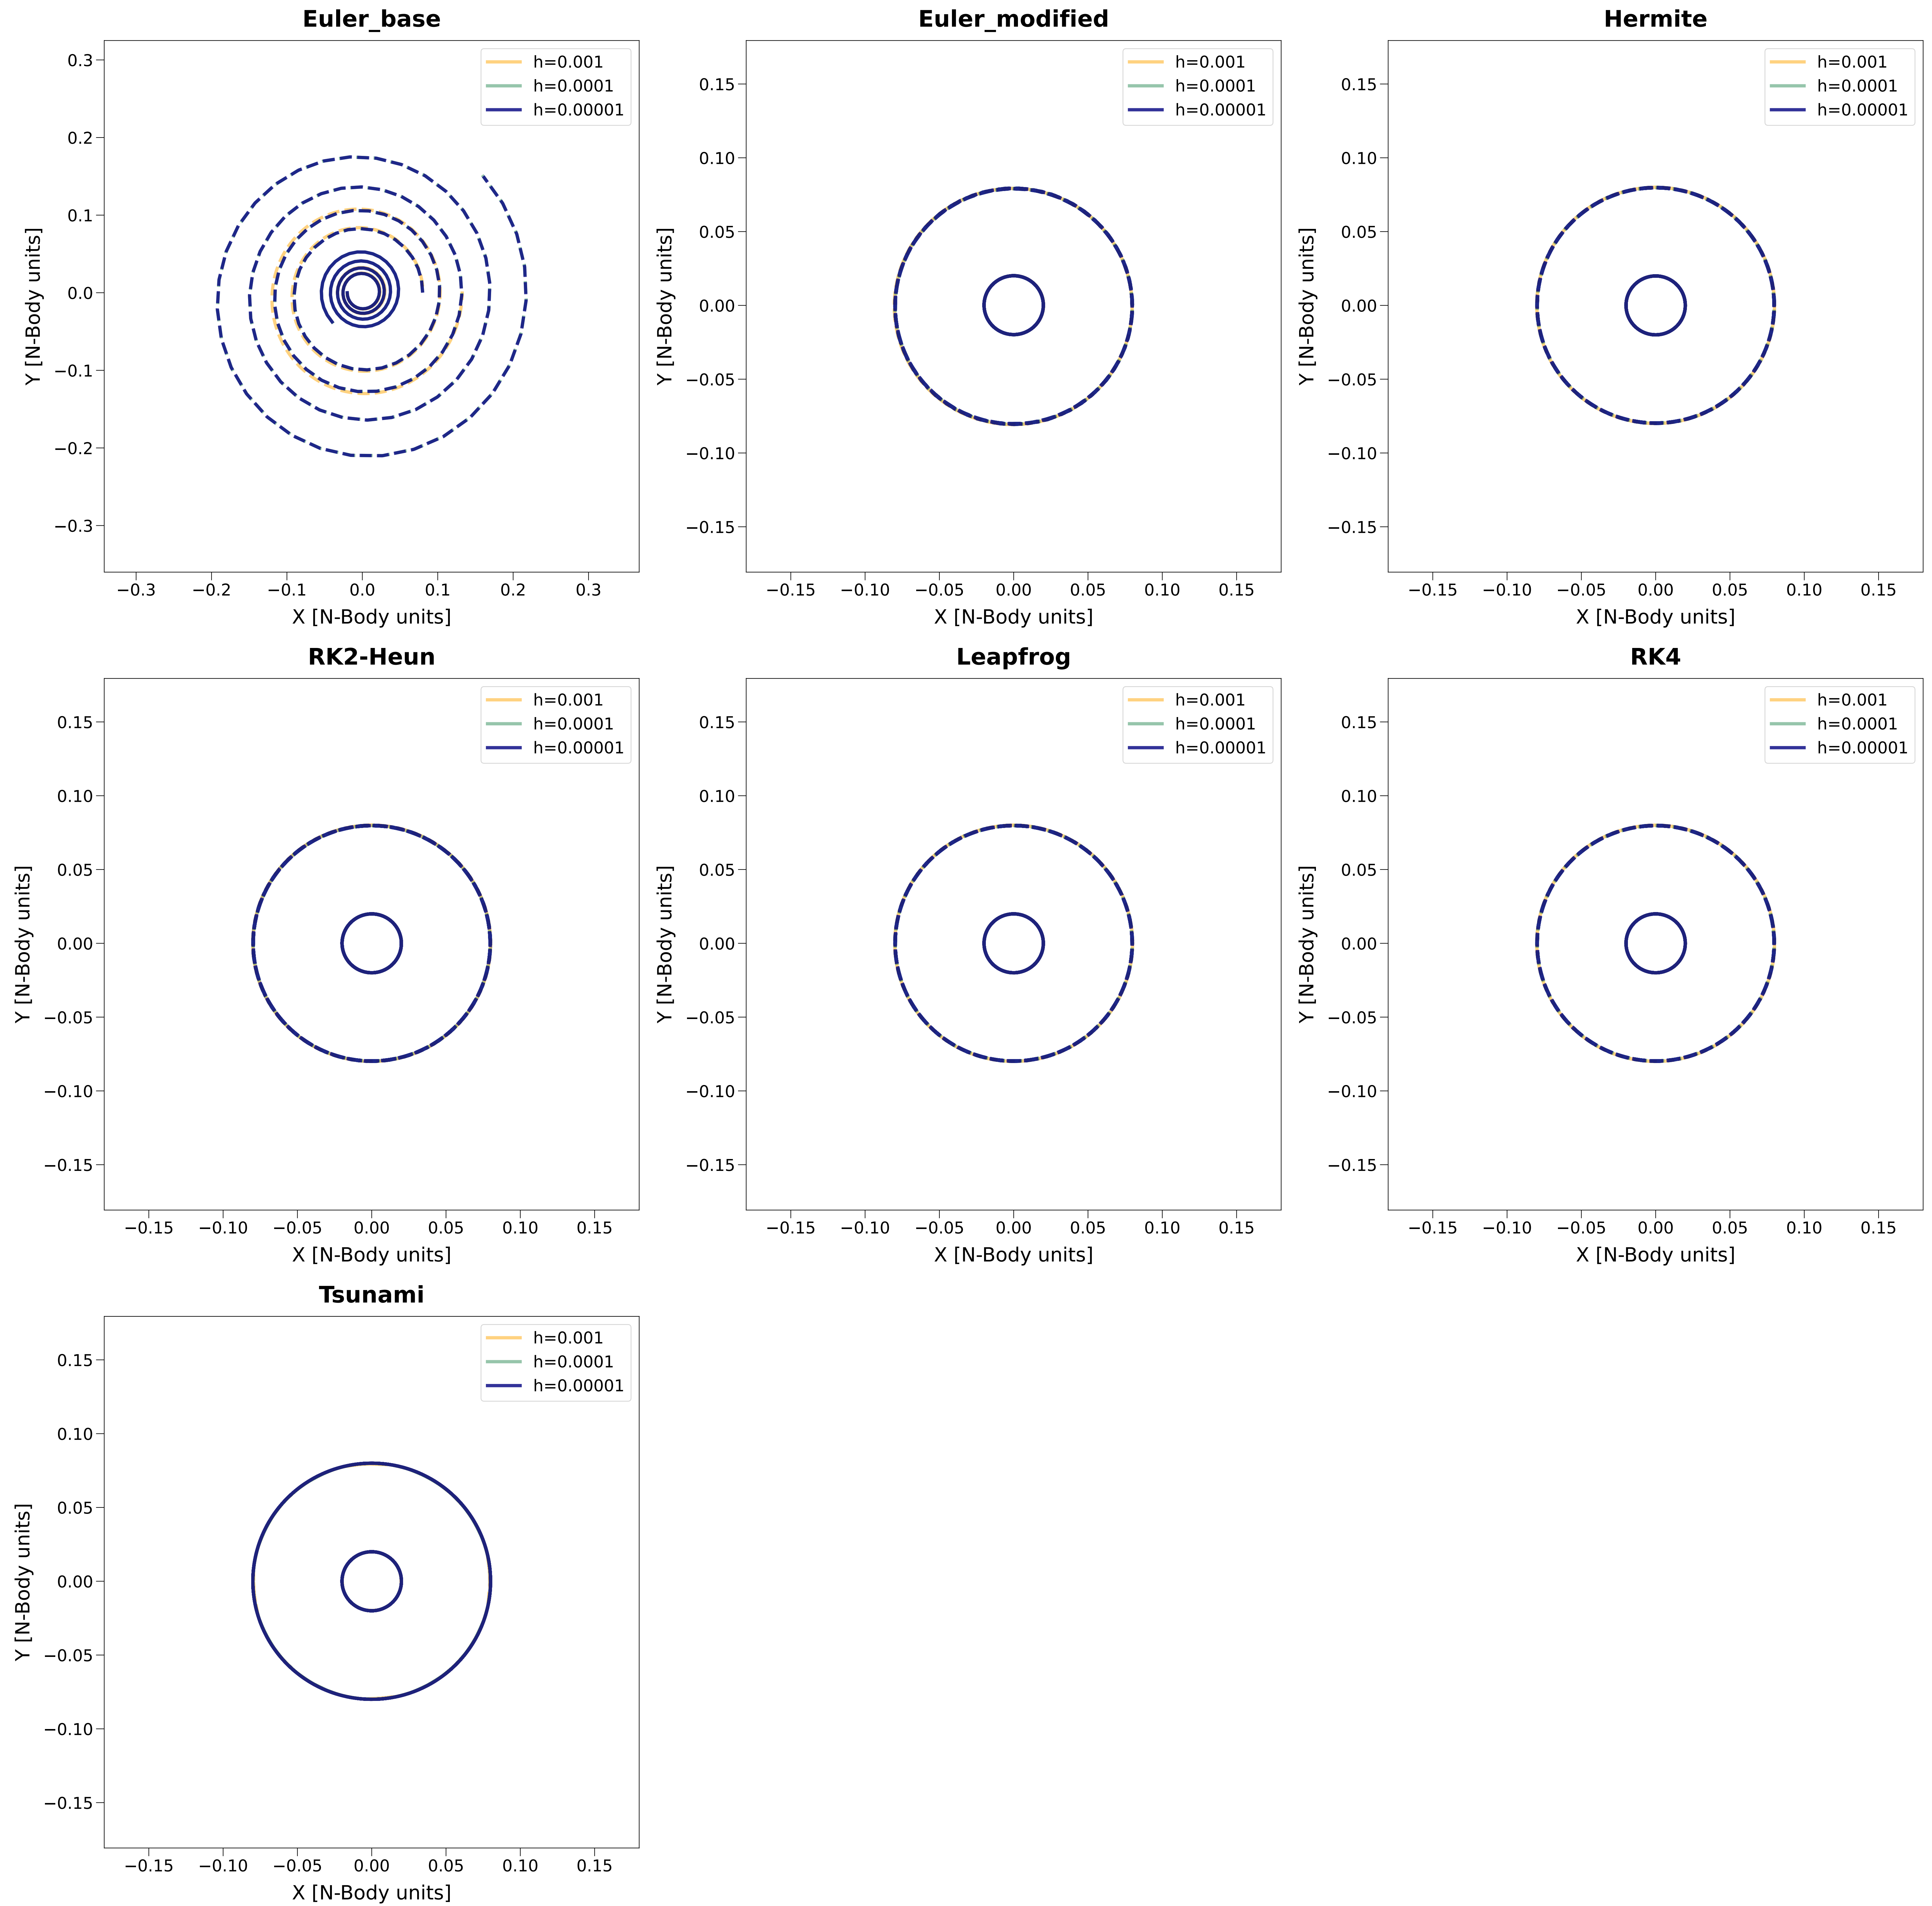 Euler_base
h=0.001
h=0.0001
h=0.00001
0.3
0.2
0.1
0.0
−0.1
−0.2
−0.3
Y [N-Body units]
−0.3 −0.2 −0.1 0.0 0.1 0.2 0.3
X [N-Body units]
Euler_modified
h=0.001
h=0.0001
h=0.00001
0.15
0.10
0.05
0.00
−0.05
−0.10
−0.15
Y [N-Body units]
−0.15 −0.10 −0.05 0.00 0.05 0.10 0.15
X [N-Body units]
Hermite
h=0.001
h=0.0001
h=0.00001
0.15
0.10
0.05
0.00
−0.05
−0.10
−0.15
Y [N-Body units]
−0.15 −0.10 −0.05 0.00 0.05 0.10 0.15
X [N-Body units]
RK2-Heun
h=0.001
h=0.0001
h=0.00001
0.15
0.10
0.05
0.00
−0.05
−0.10
−0.15
Y [N-Body units]
−0.15 −0.10 −0.05 0.00 0.05 0.10 0.15
X [N-Body units]
Leapfrog
h=0.001
h=0.0001
h=0.00001
0.15
0.10
0.05
0.00
−0.05
−0.10
−0.15
Y [N-Body units]
−0.15 −0.10 −0.05 0.00 0.05 0.10 0.15
X [N-Body units]
RK4
h=0.001
h=0.0001
h=0.00001
0.15
0.10
0.05
0.00
−0.05
−0.10
−0.15
Y [N-Body units]
−0.15 −0.10 −0.05 0.00 0.05 0.10 0.15
X [N-Body units]
Tsunami
h=0.001
h=0.0001
h=0.00001
0.15
0.10
0.05
0.00
−0.05
−0.10
−0.15
Y [N-Body units]
−0.15 −0.10 −0.05 0.00 0.05 0.10 0.15
X [N-Body units]